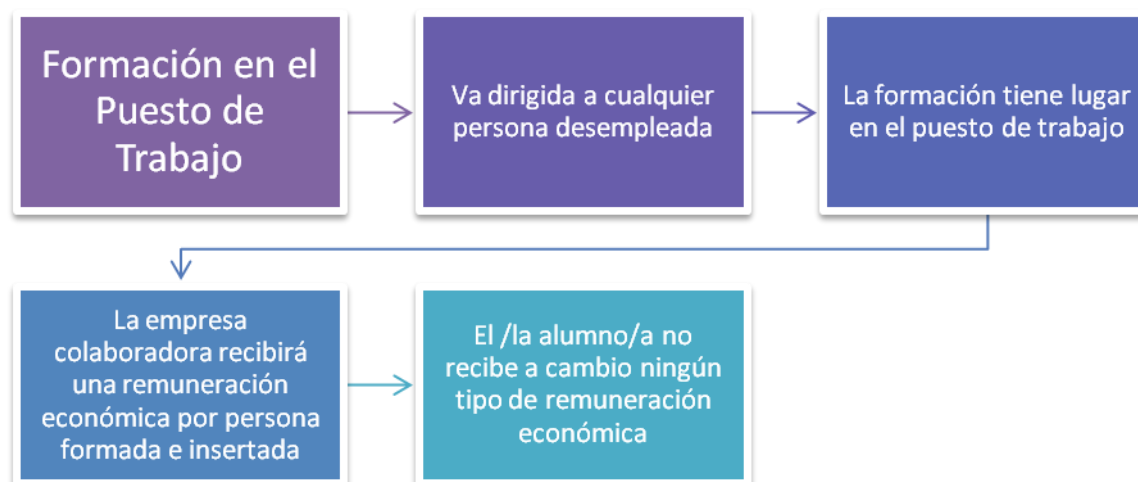 Formación en el
Puesto de
Trabajo
Va dirigida a cualquier
persona desempleada
La formación tiene lugar
en el puesto de trabajo
La empresa
colaboradora recibirá
una remuneración
económica por persona
formada e insertada
El /la alumno/a no
recibe a cambio ningún
tipo de remuneración
económica